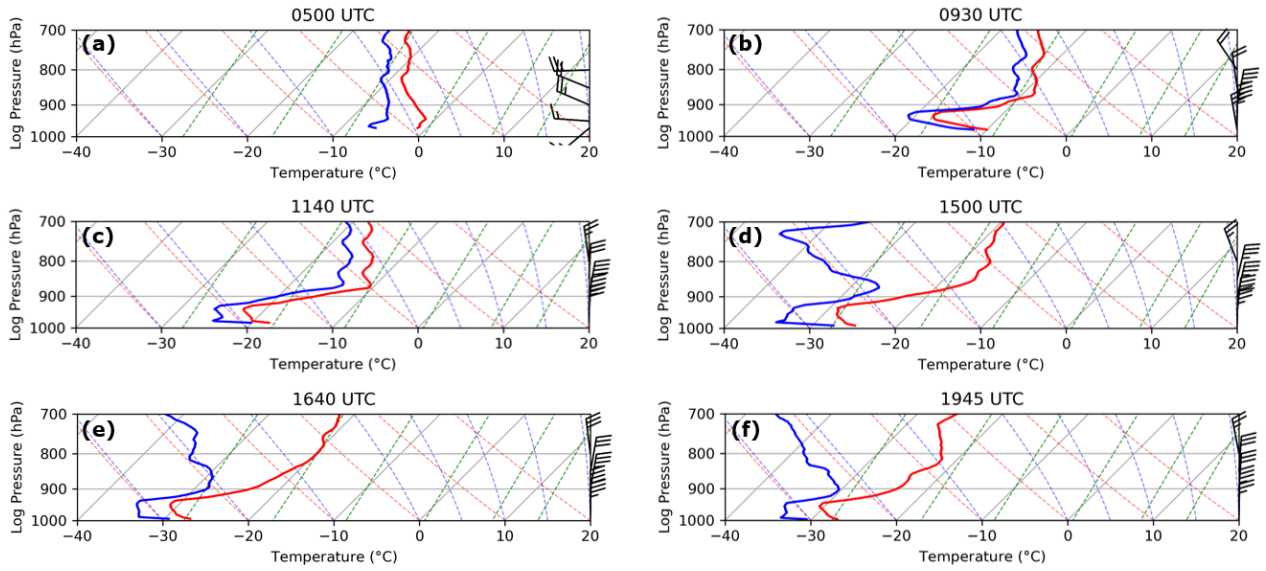 0500 UTC
(a)
Log Pressure (hPa)
700
800
900
1000
−40 −30 −20 −10 0 10 20
Temperature (°C)
0930 UTC
(b)
Log Pressure (hPa)
700
800
900
1000
−40 −30 −20 −10 0 10 20
Temperature (°C)
1140 UTC
(c)
Log Pressure (hPa)
700
800
900
1000
−40 −30 −20 −10 0 10 20
Temperature (°C)
1500 UTC
(d)
Log Pressure (hPa)
700
800
900
1000
−40 −30 −20 −10 0 10 20
Temperature (°C)
1640 UTC
(e)
Log Pressure (hPa)
700
800
900
1000
−40 −30 −20 −10 0 10 20
Temperature (°C)
1945 UTC
(f)
Log Pressure (hPa)
700
800
900
1000
−40 −30 −20 −10 0 10 20
Temperature (°C)